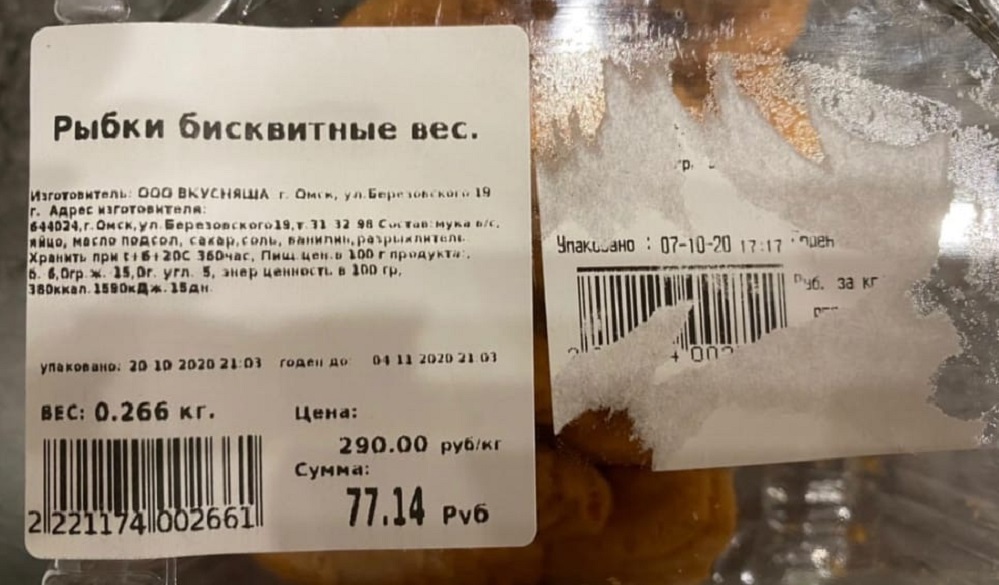 Рыбки бисквитные вес.
Изготовитель: ООО ВКУСНЯША г. Омск, ул.Березовского 19
г. Адрес изготовителя:
644024,г.Омск,ул.Березовского19,т.31 32 98 Состав:мука в/с,
яйцо, масло подсол, сахар,соль, ванилин,разрыхлитель
Хранить при t+6+20С 360час, Пищ.цен.в 100 г продукта:,
б. 6,0гр.ж. 15,0г. угл. 5, энер ценность в 100 гр,
380ккал.1590кДж.15дн.
упаковано: 20 10 2020 21:03 годен до: 04 11 2020 21:03
ВЕС: 0.266 кг.
Цена:
290.00 руб/кг
Сумма:
77.14 Руб
2 221174 002661
Упаковано : 07-10-20 17:17
Руб. за кг